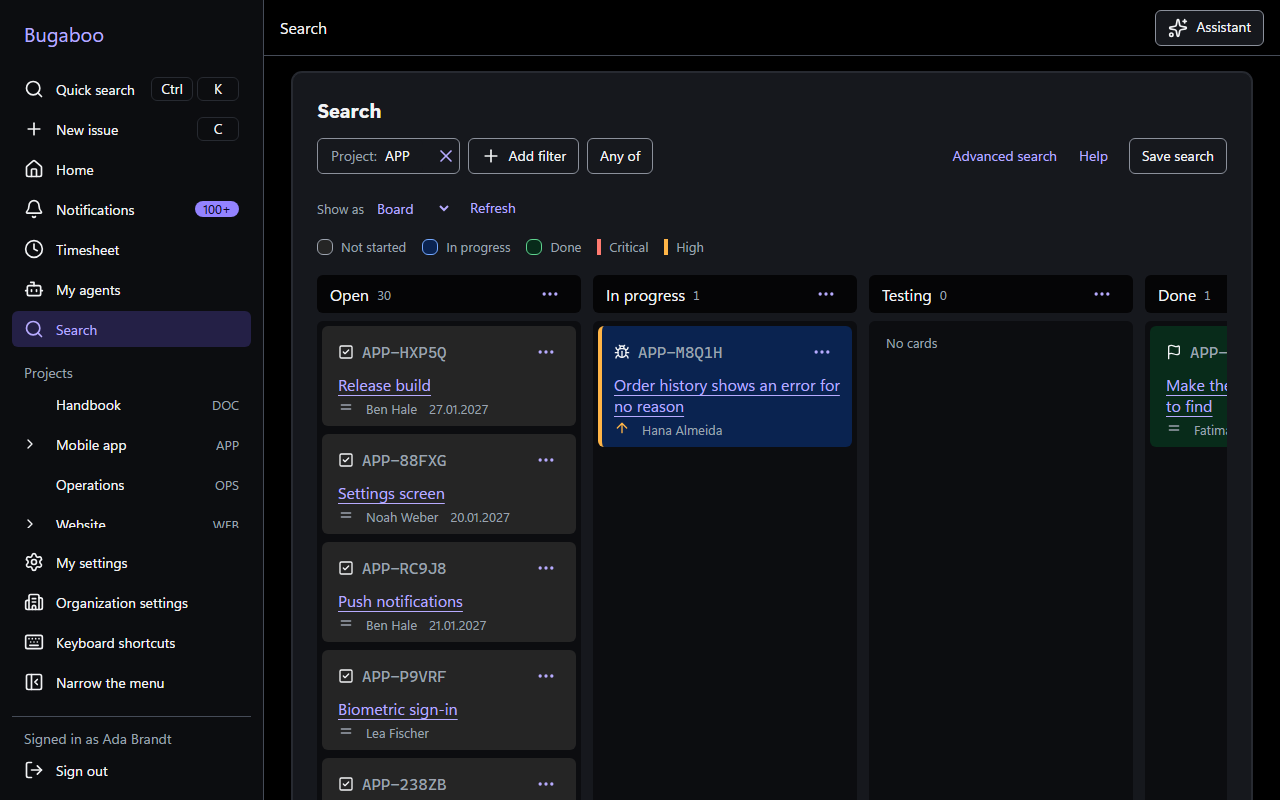 Bugaboo
Quick search Ctrl K
New issue C
Home
Notifications 100+
Timesheet
My agents
Search
Projects
Handbook DOC
Mobile app APP
Operations OPS
Website WEB
My settings
Organization settings
Keyboard shortcuts
Narrow the menu
Signed in as Ada Brandt
Sign out
Search
Assistant
Search
Project: APP
Add filter
Any of
Advanced search
Help
Save search
Show as Board
Refresh
Not started
In progress
Done
Critical
High
Open 30
APP-HXP5Q
Release build
Ben Hale 27.01.2027
APP-88FXG
Settings screen
Noah Weber 20.01.2027
APP-RC9J8
Push notifications
Ben Hale 21.01.2027
APP-P9VRF
Biometric sign-in
Lea Fischer
APP-238ZB
In progress 1
APP-M8Q1H
Order history shows an error for
no reason
Hana Almeida
Testing 0
No cards
Done 1
APP-
Make the
to find
Fatima